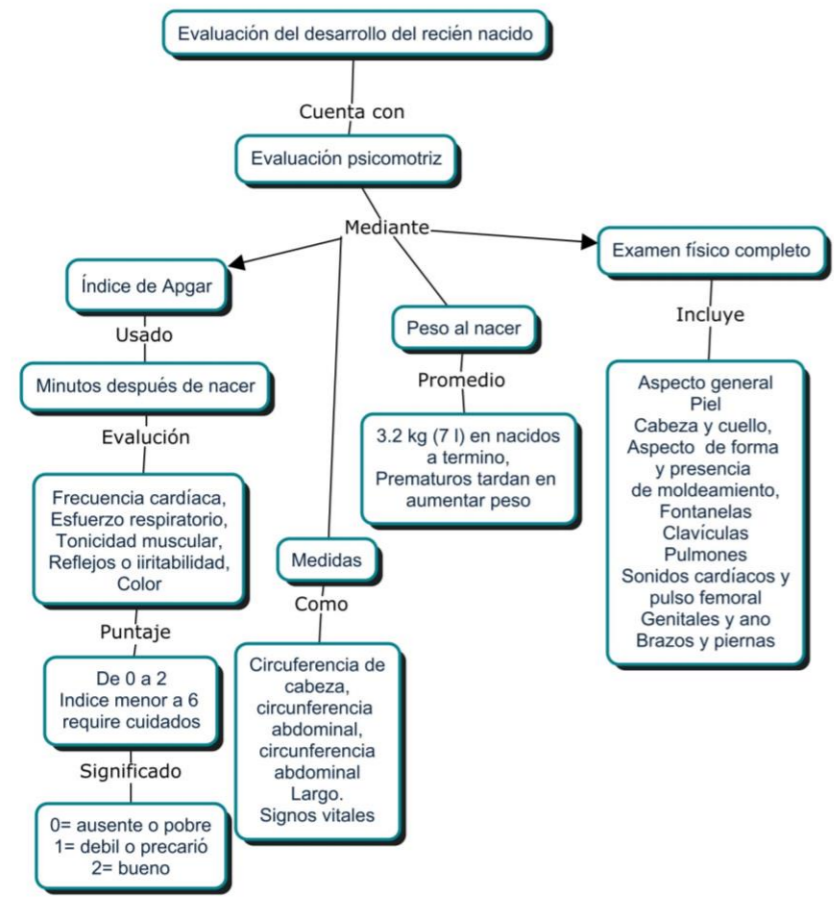 Evaluación del desarrollo del recién nacido
Cuenta con
Evaluación psicomotriz
Mediante
Índice de Apgar
Usado
Minutos después de nacer
Evalución
Frecuencia cardíaca,
Esfuerzo respiratorio,
Tonicidad muscular,
Reflejos o iiritabilidad,
Color
Puntaje
De 0 a 2
Indice menor a 6
require cuidados
Significado
0= ausente o pobre
1= debil o precarió
2= bueno
Medidas
Como
Circuferencia de
cabeza,
circunferencia
abdominal,
circunferencia
abdominal
Largo.
Signos vitales
Peso al nacer
Promedio
3.2 kg (7 l) en nacidos
a termino,
Prematuros tardan en
aumentar peso
Examen físico completo
Incluye
Aspecto general
Piel
Cabeza y cuello,
Aspecto de forma
y presencia
de moldeamiento,
Fontanelas
Clavículas
Pulmones
Sonidos cardíacos y
pulso femoral
Genitales y ano
Brazos y piernas